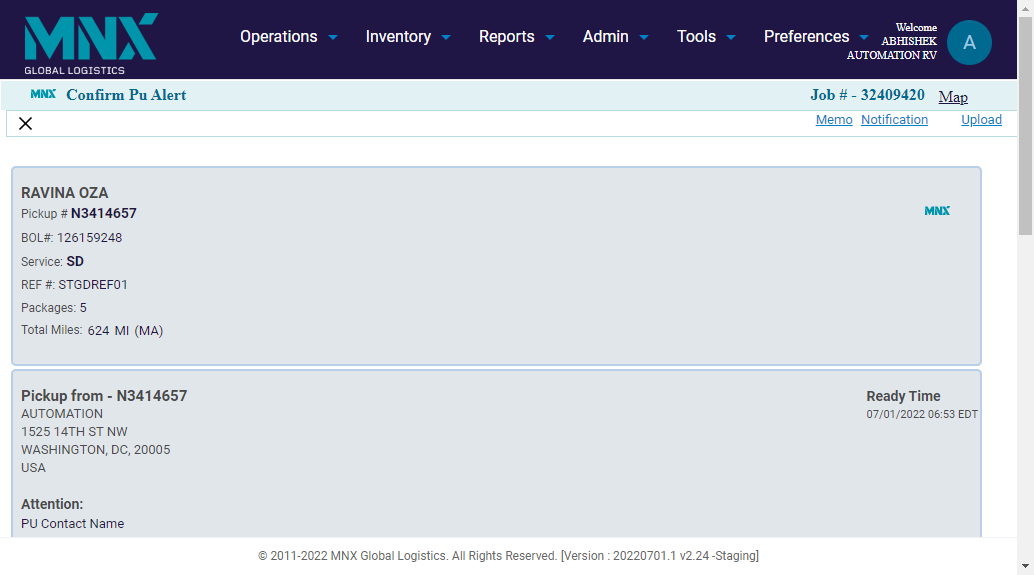 MNX
GLOBAL LOGISTICS
Operations Inventory Reports Admin Tools Preferences
Welcome
ABHISHEK
AUTOMATION RV
A
MNX Confirm Pu Alert Job # - 32409420 Map
Memo Notification Upload
RAVINA OZA
Pickup # N3414657
MNX
BOL#: 126159248
Service: SD
REF #: STGDREF01
Packages: 5
Total Miles: 624 MI (MA)
Pickup from - N3414657 Ready Time
AUTOMATION 07/01/2022 06:53 EDT
1525 14TH ST NW
WASHINGTON, DC, 20005
USA
Attention:
PU Contact Name
© 2011-2022 MNX Global Logistics. All Rights Reserved. [Version : 20220701.1 v2.24 -Staging]